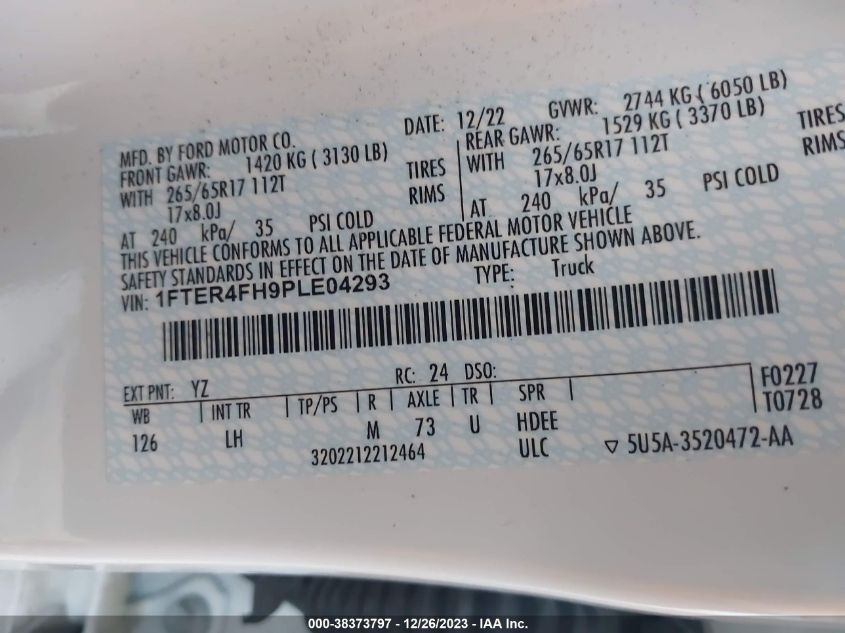 MFD. BY FORD MOTOR CO.
DATE: 12/22 GVWR: 2744 KG ( 6050 LB)
FRONT GAWR: 1420 KG ( 3130 LB)
REAR GAWR: 1529 KG ( 3370 LB)
WITH 265/65R17 112T TIRES
WITH 265/65R17 112T TIRES
17x8.0J RIMS
17x8.0J RIMS
AT 240 kPa/ 35 PSI COLD
AT 240 kPa/ 35 PSI COLD
THIS VEHICLE CONFORMS TO ALL APPLICABLE FEDERAL MOTOR VEHICLE
SAFETY STANDARDS IN EFFECT ON THE DATE OF MANUFACTURE SHOWN ABOVE.
VIN: 1FTER4FH9PLE04293 TYPE: Truck
EXT PNT: YZ RC: 24 DSO:
F0227
WB INT TR TP/PS R AXLE TR SPR
T0728
126 LH M 73 U HDEE
3202212212464 ULC 5U5A-3520472-AA
000-38373797 - 12/26/2023 - IAA Inc.